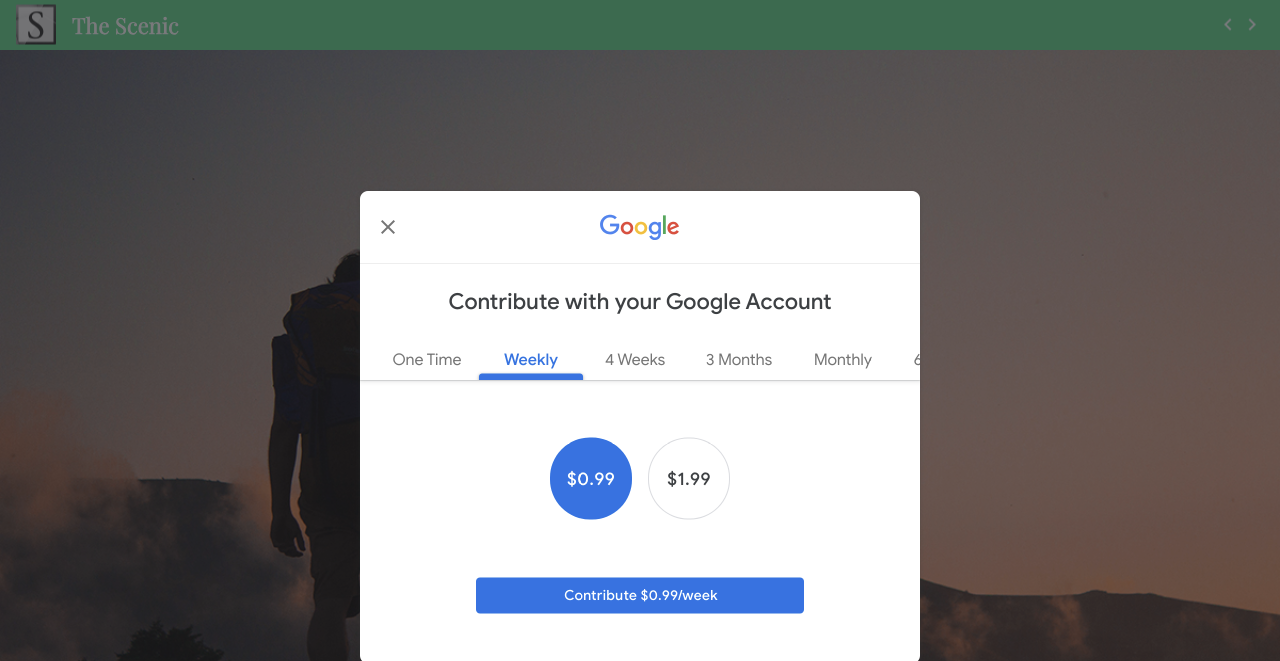 S The Scenic
Google
Contribute with your Google Account
One Time Weekly 4 Weeks 3 Months Monthly 6
$0.99 $1.99
Contribute $0.99/week